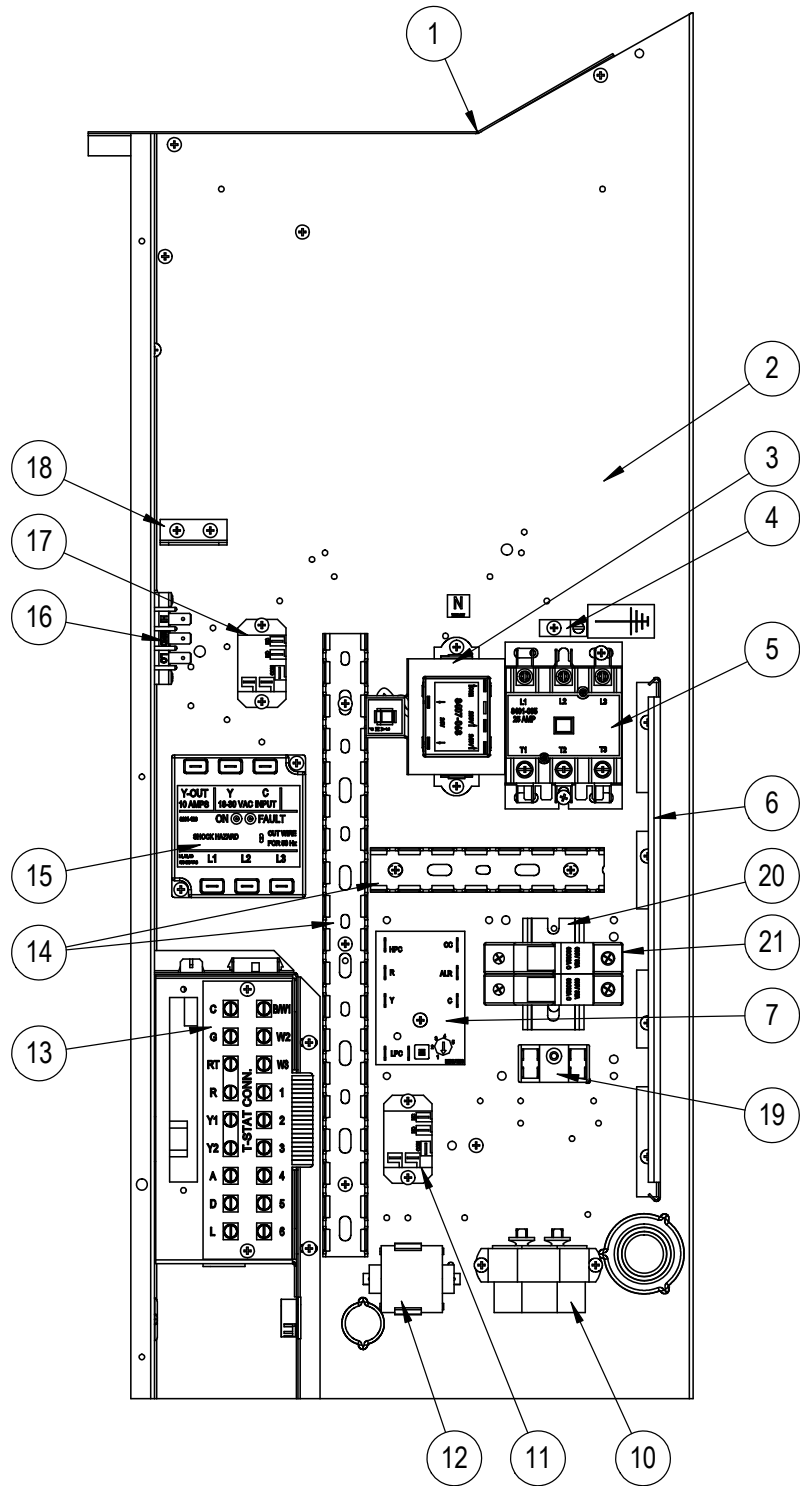 1
2
3
18
4
17
N
16
5
L1 L2 L3
25 AMP
T1 T2 T3
Y-OUT Y C
10 AMPS 18-30 VAC INPUT
ON FAULT
SHOCK HAZARD CUT WIRE
FOR 50 Hz
L1 L2 L3
6
15
20
14
21
HPC CC
R ALR
Y C
LPC
7
13
T-STAT CONN.
C B/W1
G W2
RT W3
R 1
Y1 2
Y2 3
A 4
D 5
L 6
19
12
11
10